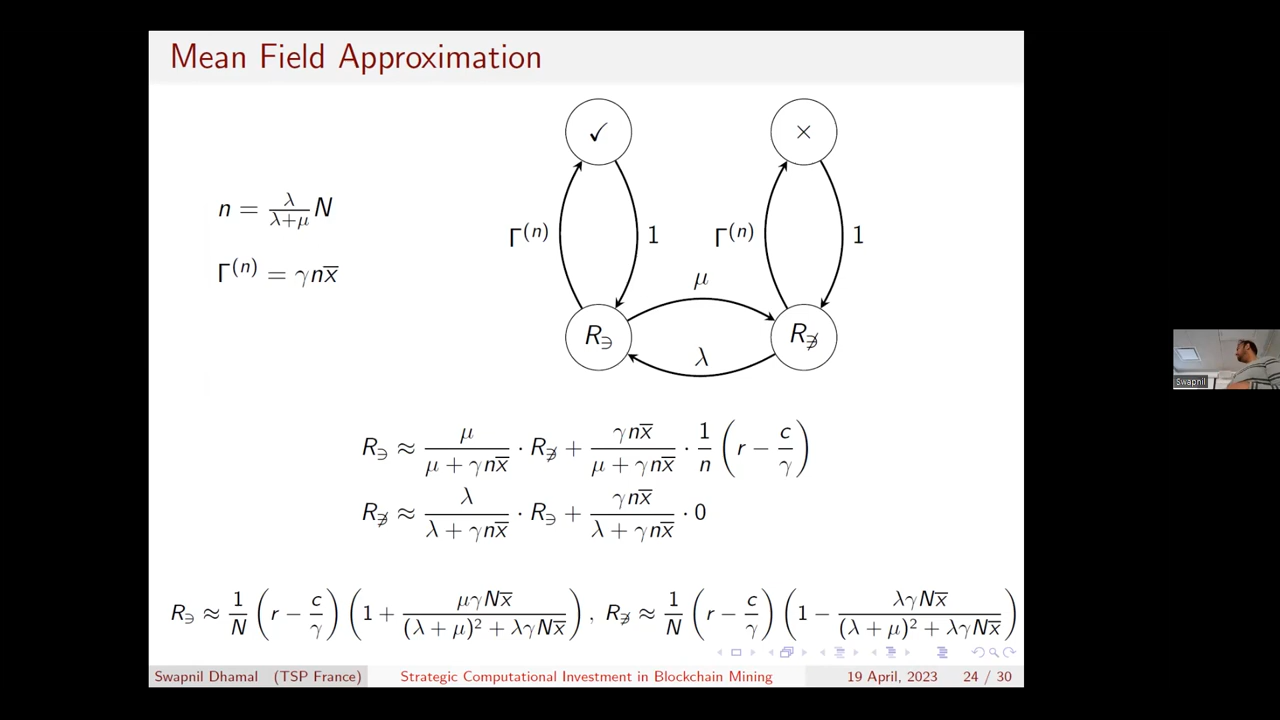 Mean Field Approximation
✓ ×
n = λ/(λ+μ) N
Γ⁽ⁿ⁾ 1 Γ⁽ⁿ⁾ 1
Γ⁽ⁿ⁾ = γnx̅
μ
R∋ R∌
λ
R∋ ≈ μ/(μ + γnx̅) · R∌ + γnx̅/(μ + γnx̅) · 1/n (r − c/γ)
R∌ ≈ λ/(λ + γnx̅) · R∋ + γnx̅/(λ + γnx̅) · 0
R∋ ≈ 1/N (r − c/γ) (1 + μγNx̅/((λ + μ)² + λγNx̅)) , R∌ ≈ 1/N (r − c/γ) (1 − λγNx̅/((λ + μ)² + λγNx̅))
Swapnil Dhamal (TSP France) Strategic Computational Investment in Blockchain Mining 19 April, 2023 24 / 30
Swapnil